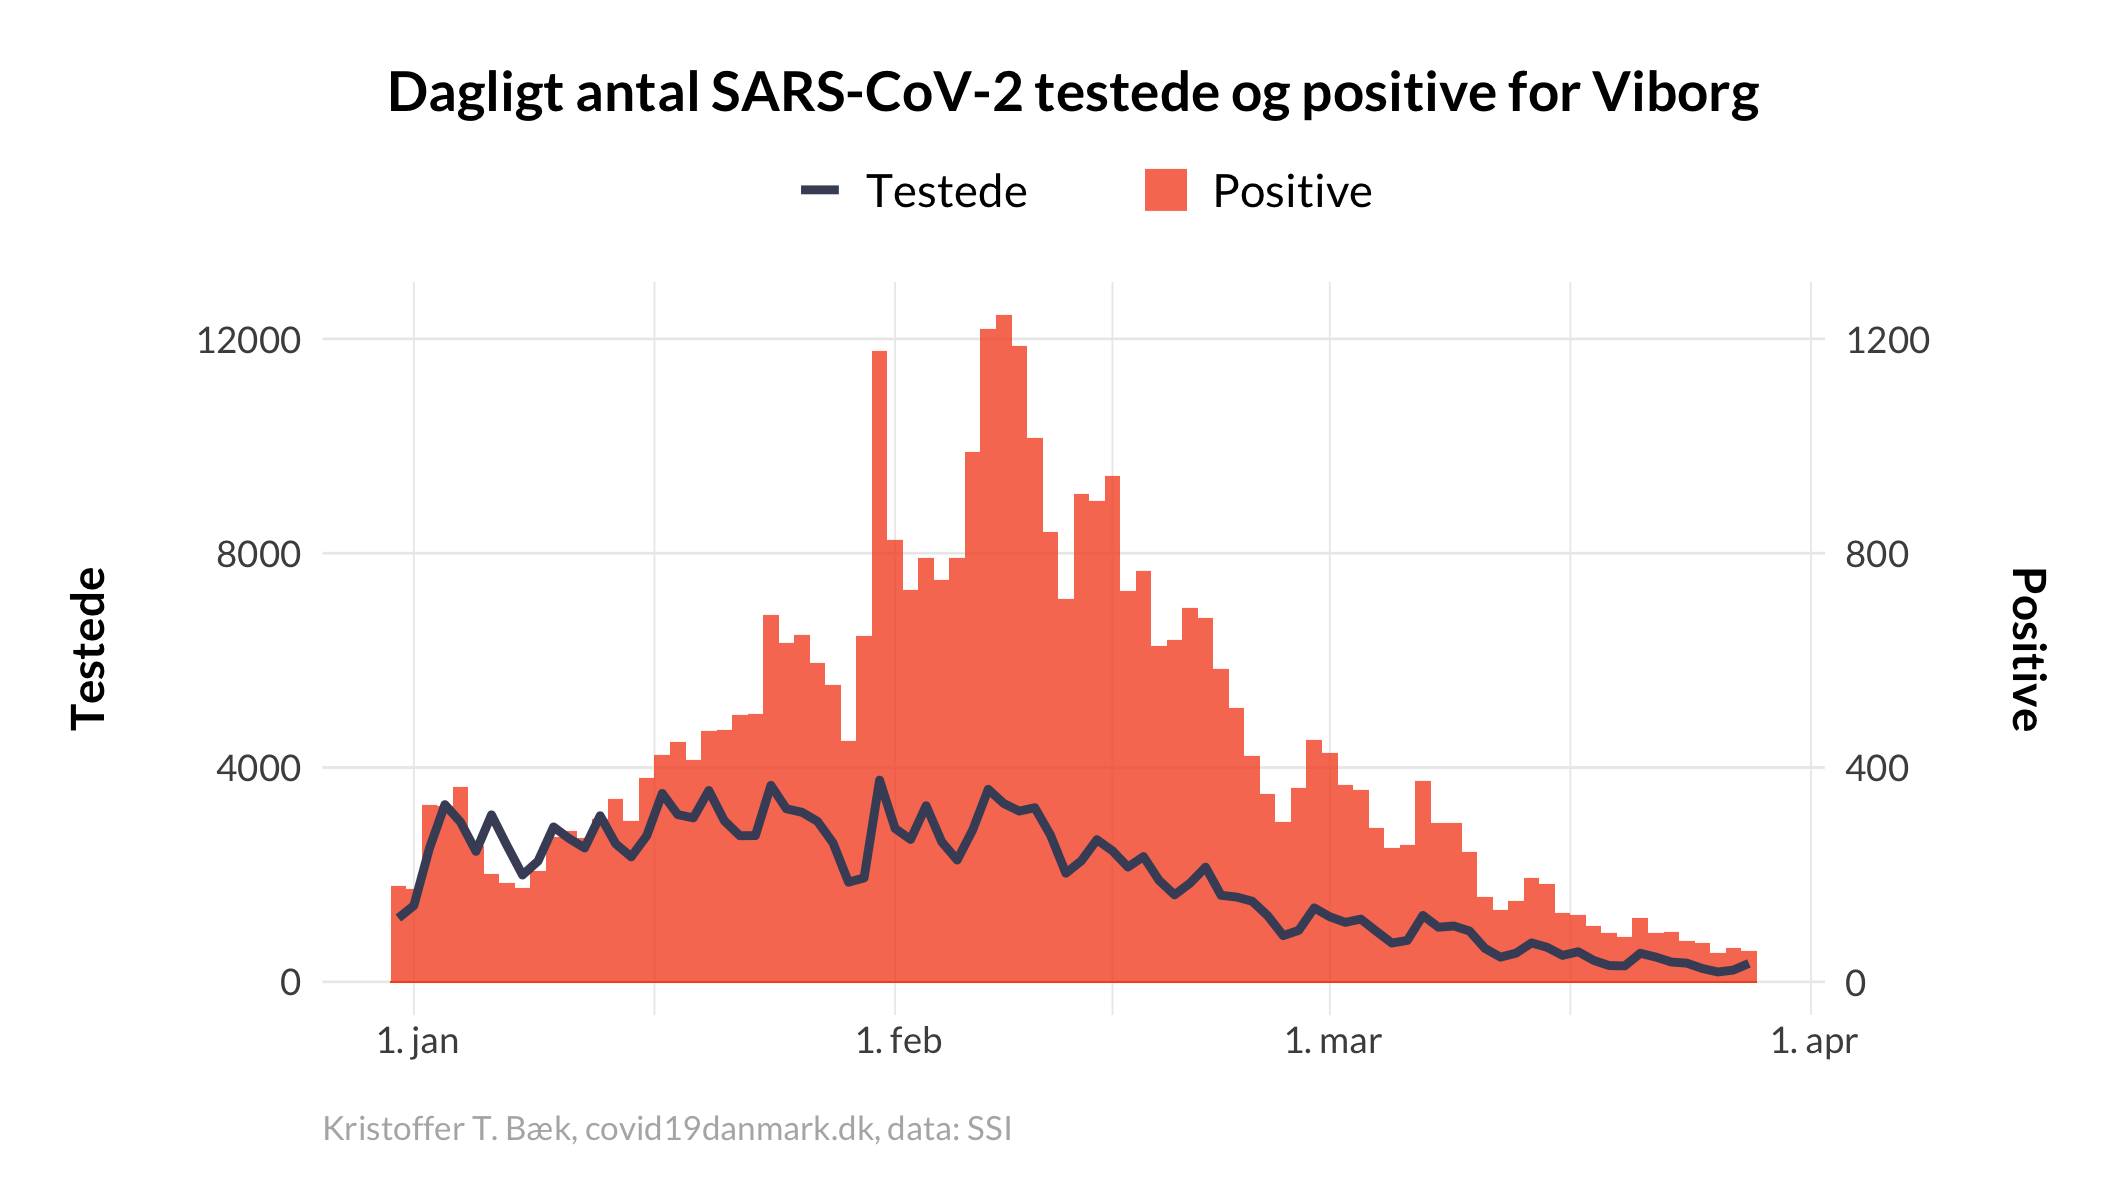 Dagligt antal SARS-CoV-2 testede og positive for Viborg
Testede Positive
12000 1200
8000 800
Testede Positive
4000 400
0 0
1. jan 1. feb 1. mar 1. apr
Kristoffer T. Bæk, covid19danmark.dk, data: SSI